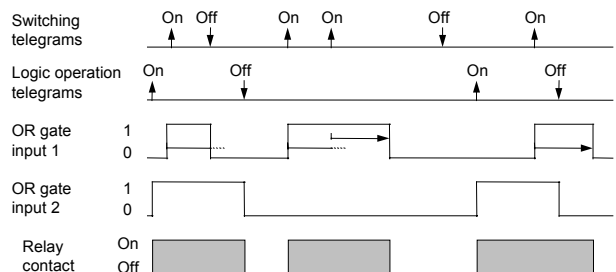 Switching On Off On On Off On
telegrams
Logic operation On Off On Off
telegrams
OR gate 1
input 1 0
OR gate 1
input 2 0
Relay On
contact Off